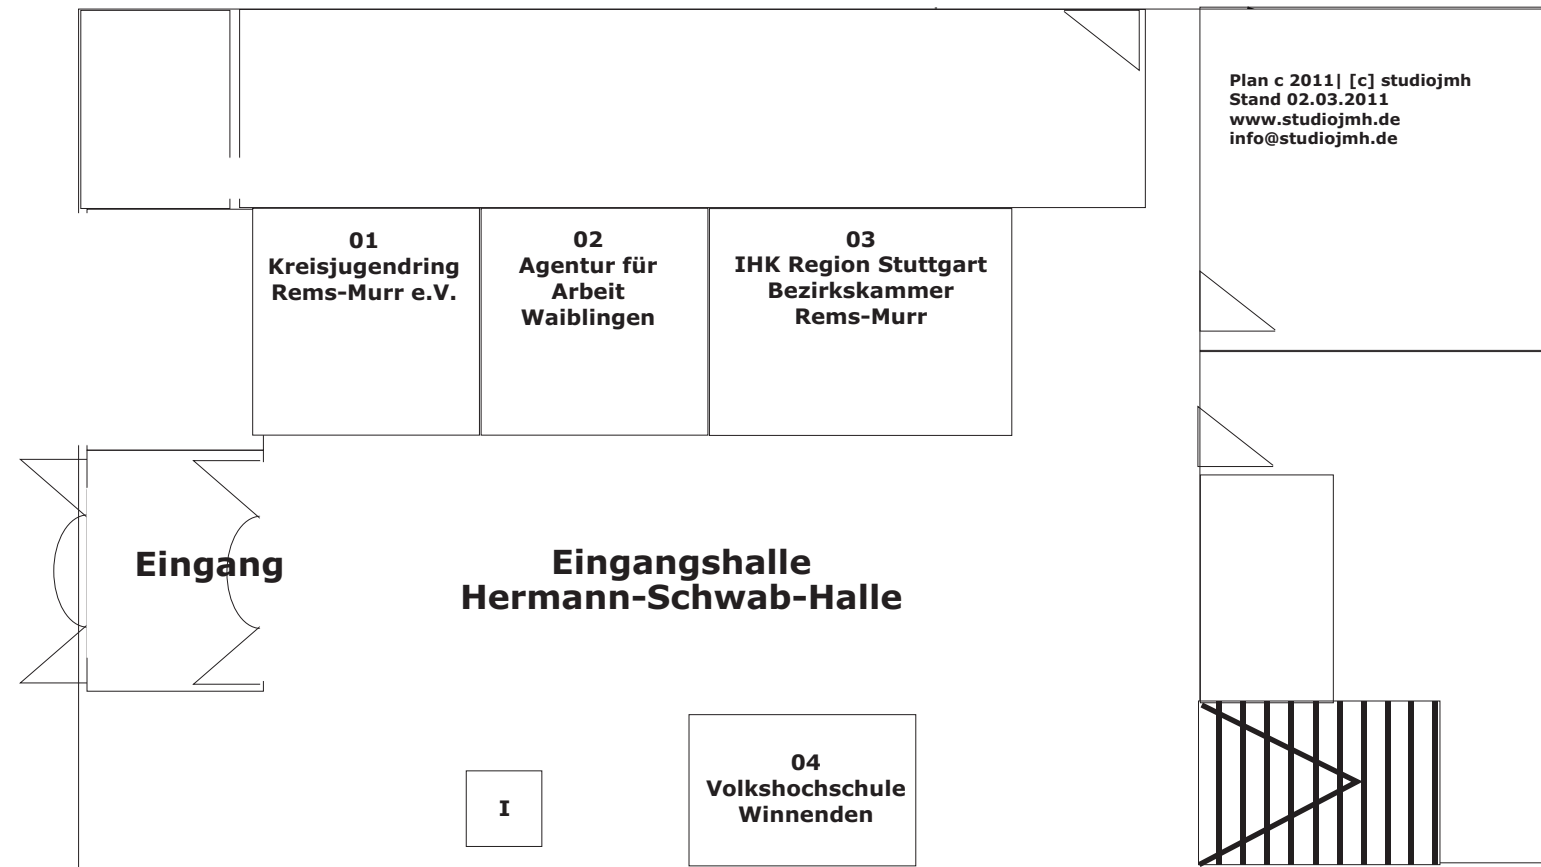 Plan c 2011| [c] studiojmh
Stand 02.03.2011
www.studiojmh.de
info@studiojmh.de
01
Kreisjugendring
Rems-Murr e.V.
02
Agentur für
Arbeit
Waiblingen
03
IHK Region Stuttgart
Bezirkskammer
Rems-Murr
Eingang
Eingangshalle
Hermann-Schwab-Halle
I
04
Volkshochschule
Winnenden